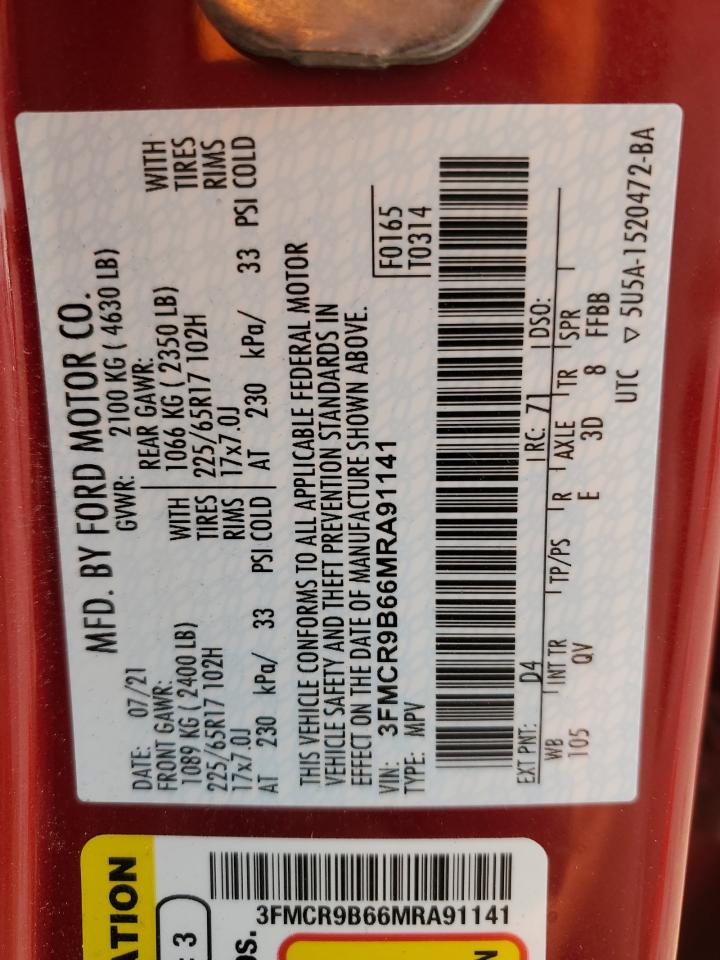 MFD. BY FORD MOTOR CO.
DATE: 07/21 GVWR: 2100 KG ( 4630 LB)
FRONT GAWR: REAR GAWR:
1089 KG ( 2400 LB) WITH 1066 KG ( 2350 LB) WITH
225/65R17 102H TIRES 225/65R17 102H TIRES
17x7.0J RIMS 17x7.0J RIMS
AT 230 kPa/ 33 PSI COLD AT 230 kPa/ 33 PSI COLD
THIS VEHICLE CONFORMS TO ALL APPLICABLE FEDERAL MOTOR
VEHICLE SAFETY AND THEFT PREVENTION STANDARDS IN
EFFECT ON THE DATE OF MANUFACTURE SHOWN ABOVE.
VIN: 3FMCR9B66MRA91141 F0165
TYPE: MPV T0314
EXT PNT: D4 RC: 71 DSO:
WB INT TR TP/PS R AXLE TR SPR
105 QV E 3D 8 FFBB
UTC ▽ 5U5A-1520472-BA
ATION
: 3
3FMCR9B66MRA91141
os.
N